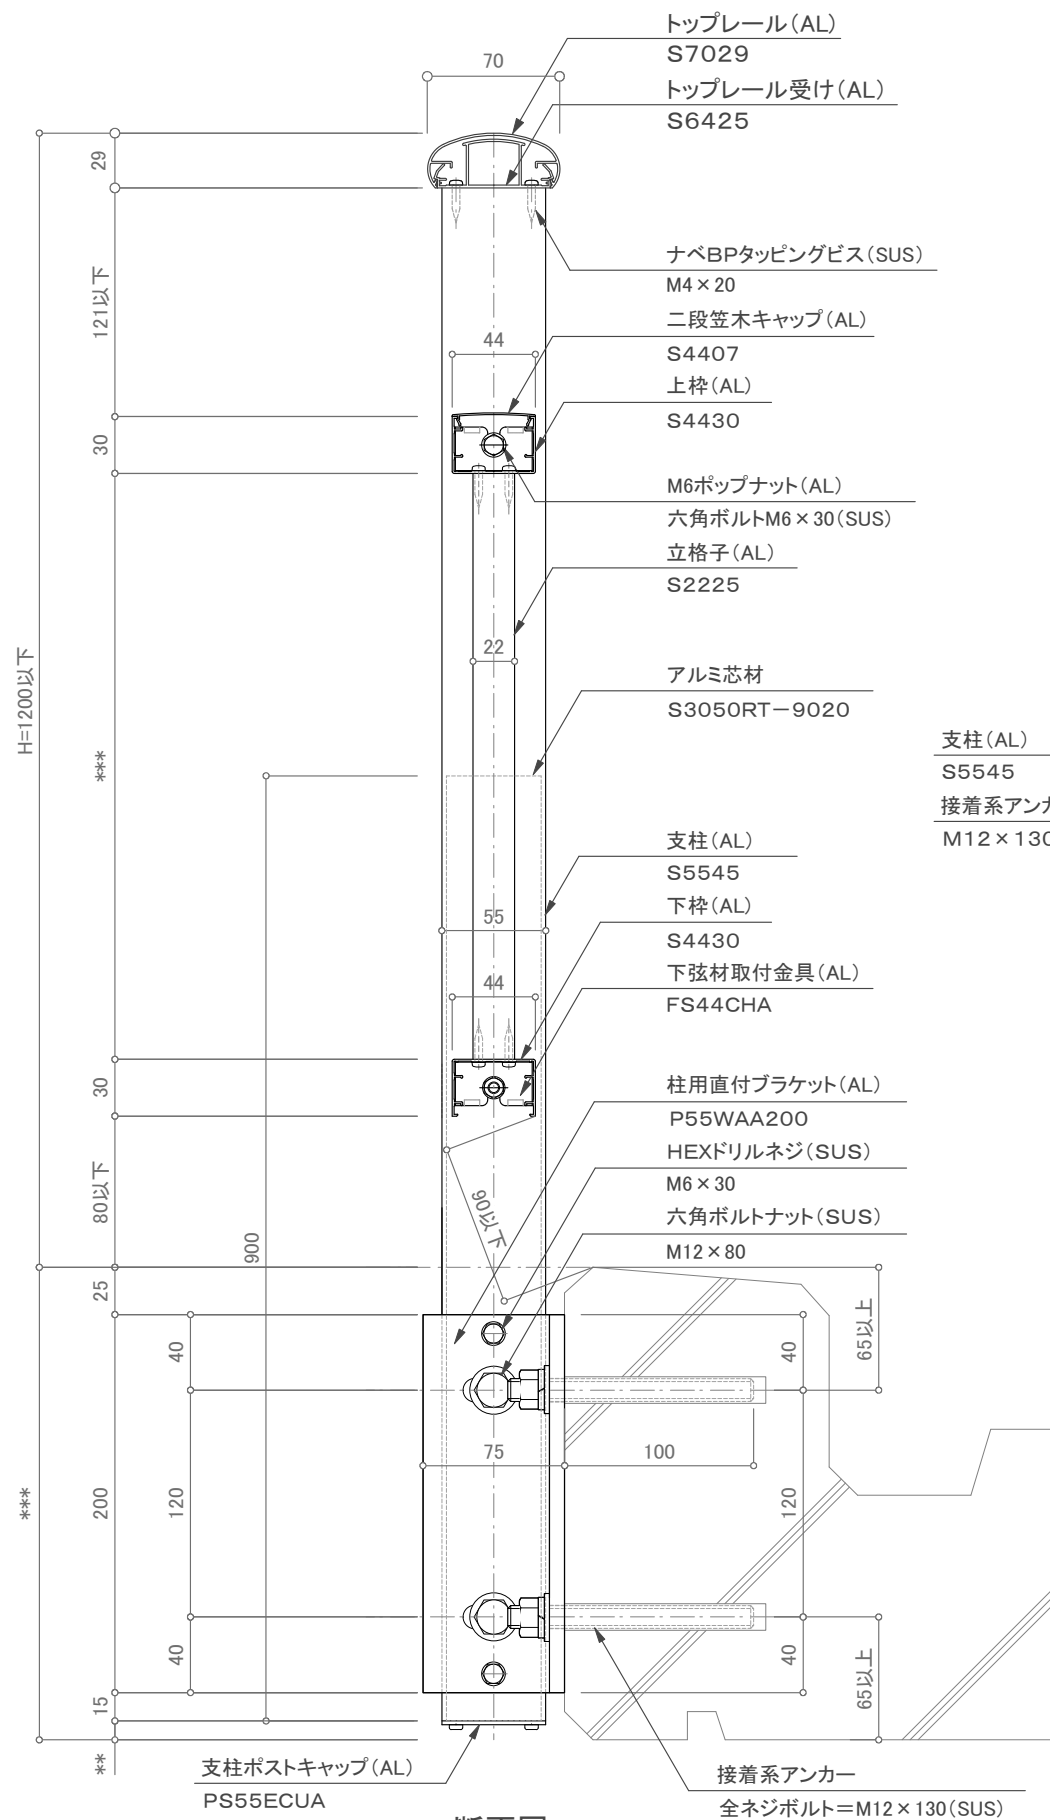 トップレール(AL)
S7029
70
トップレール受け(AL)
S6425
29
121以下
ナベBPタッピングビス(SUS)
M4×20
二段笠木キャップ(AL)
44
S4407
上枠(AL)
S4430
30
M6ポップナット(AL)
六角ボルトM6×30(SUS)
立格子(AL)
S2225
22
H=1200以下
アルミ芯材
S3050RT-9020
***
支柱(AL)
S5545
接着系アンカ
M12×130
支柱(AL)
S5545
55
下枠(AL)
S4430
44
下弦材取付金具(AL)
FS44CHA
30
柱用直付ブラケット(AL)
P55WAA200
HEXドリルネジ(SUS)
M6×30
80以下
90以下
六角ボルトナット(SUS)
M12×80
900
25
65以上
40
40
75
100
***
200
120
120
40
40
65以上
15
**
支柱ポストキャップ(AL)
PS55ECUA
接着系アンカー
全ネジボルト=M12×130(SUS)